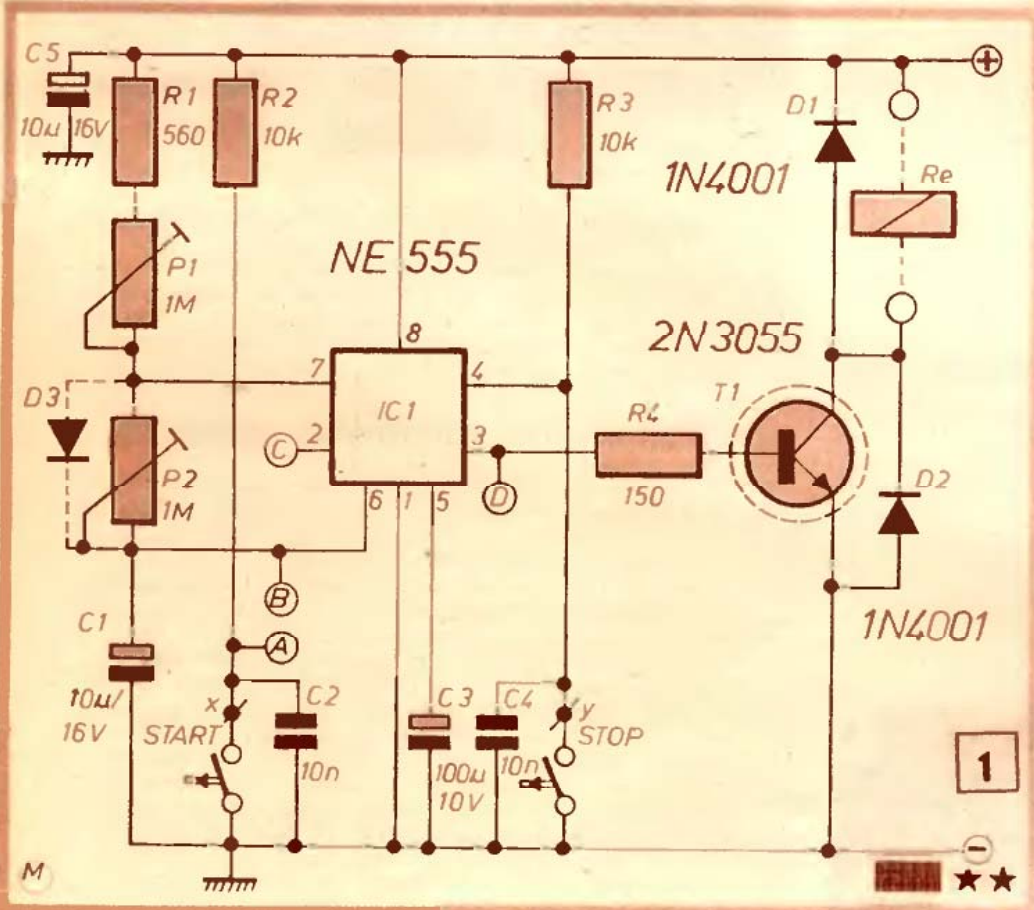 C5
10µ 16V
R1
560
R2
10k
R3
10k
D1
1N4001
Re
P1
1M
NE 555
2N3055
8
7
4
IC1
2
3
6
1
5
C
D
D3
P2
1M
R4
150
T1
D2
1N4001
B
A
C1
10µ/
16V
x
START
C2
10n
C3
100µ
10V
C4
10n
y
STOP
1
+
-
M